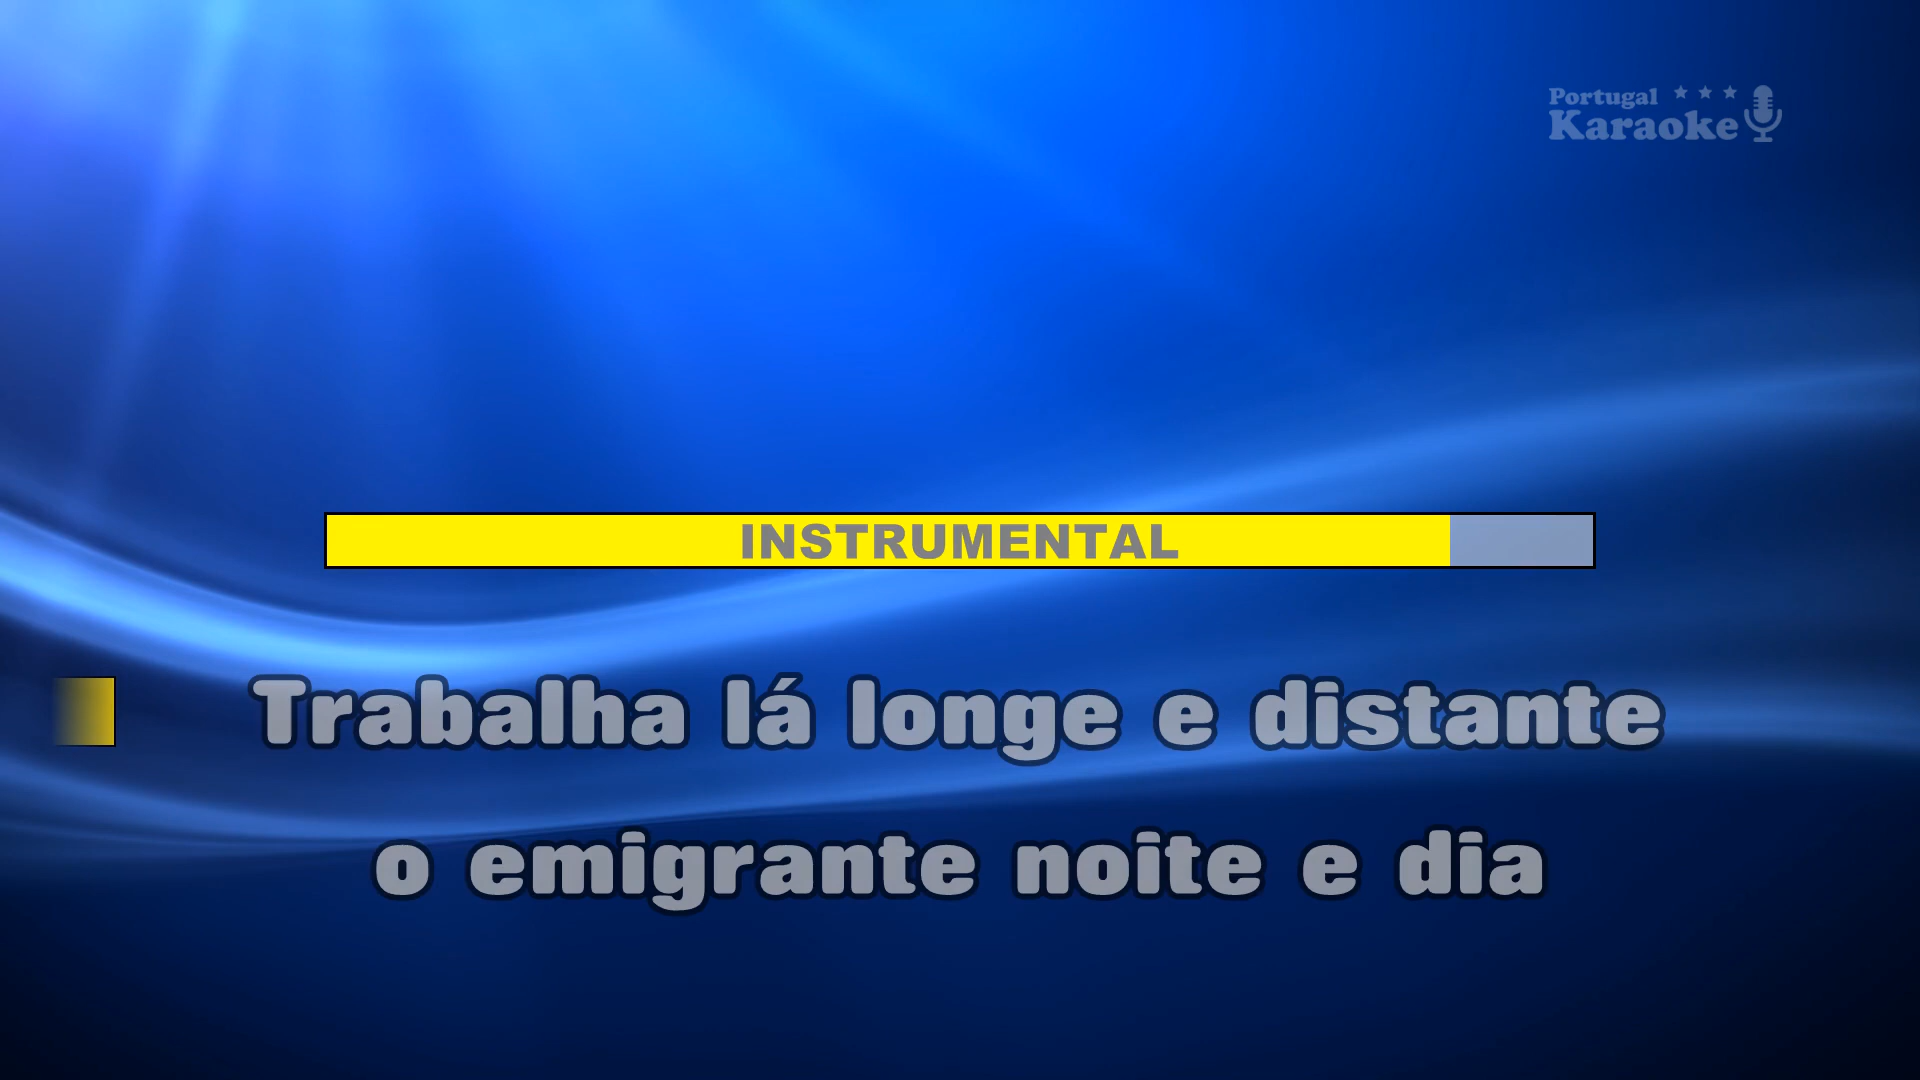 Portugal
Karaoke
INSTRUMENTAL
Trabalha lá longe e distante
o emigrante noite e dia